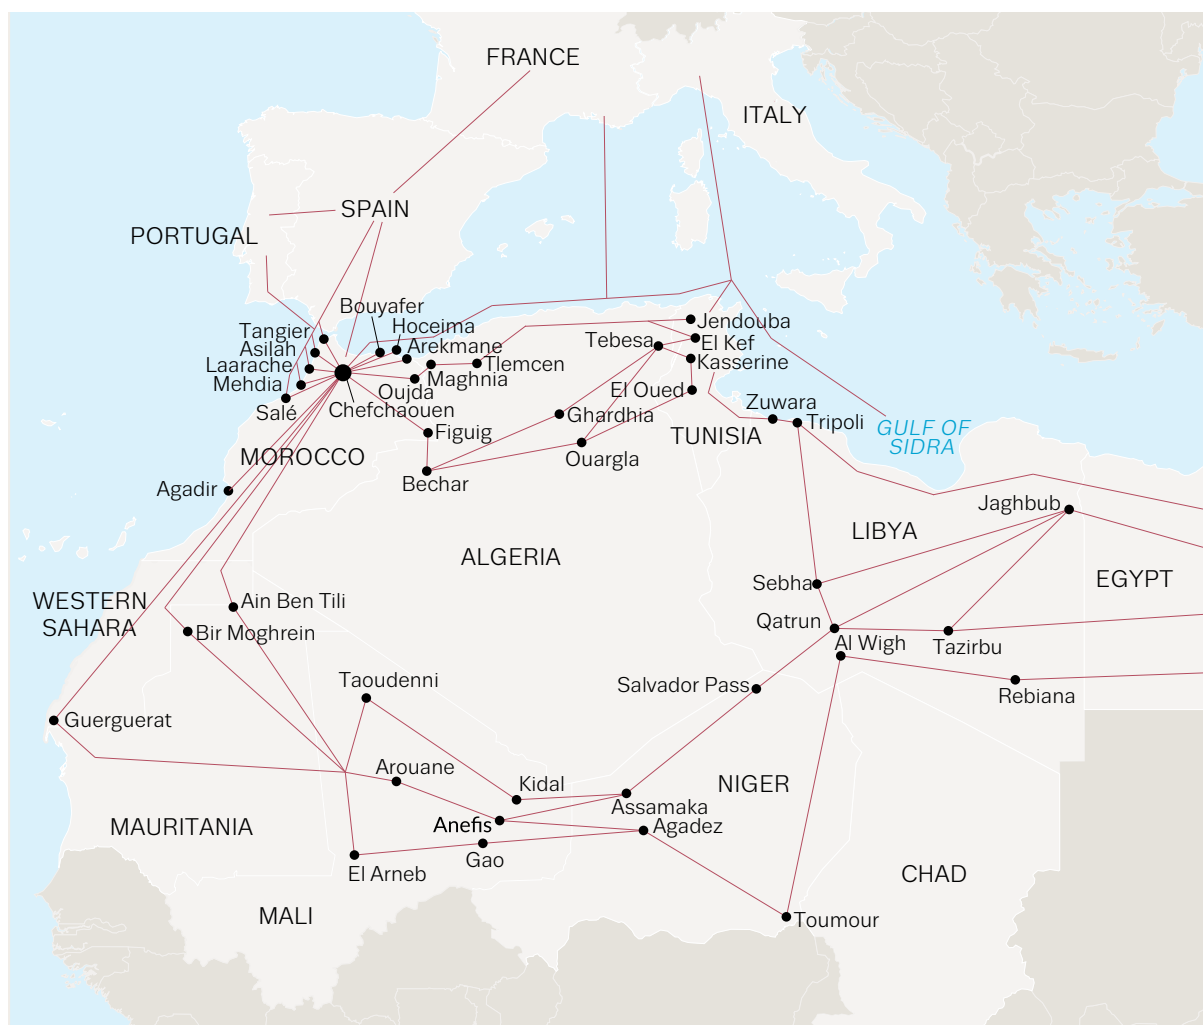 FRANCE
ITALY
SPAIN
PORTUGAL
Bouyafer
Hoceima
Tangier
Jendouba
Asilah
Arekmane
Tebesa
El Kef
Laarache
Tlemcen
Kasserine
Mehdia
Maghnia
Oujda
El Oued
Salé
Chefchaouen
Zuwara
Ghardhia
Tripoli
GULF OF
SIDRA
Figuig
TUNISIA
MOROCCO
Ouargla
Bechar
Agadir
Jaghbub
LIBYA
ALGERIA
EGYPT
Sebha
WESTERN
SAHARA
Ain Ben Tili
Qatrun
Bir Moghrein
Al Wigh
Tazirbu
Taoudenni
Salvador Pass
Rebiana
Guerguerat
Arouane
Kidal
NIGER
Assamaka
MAURITANIA
Anefis
Agadez
Gao
El Arneb
CHAD
MALI
Toumour